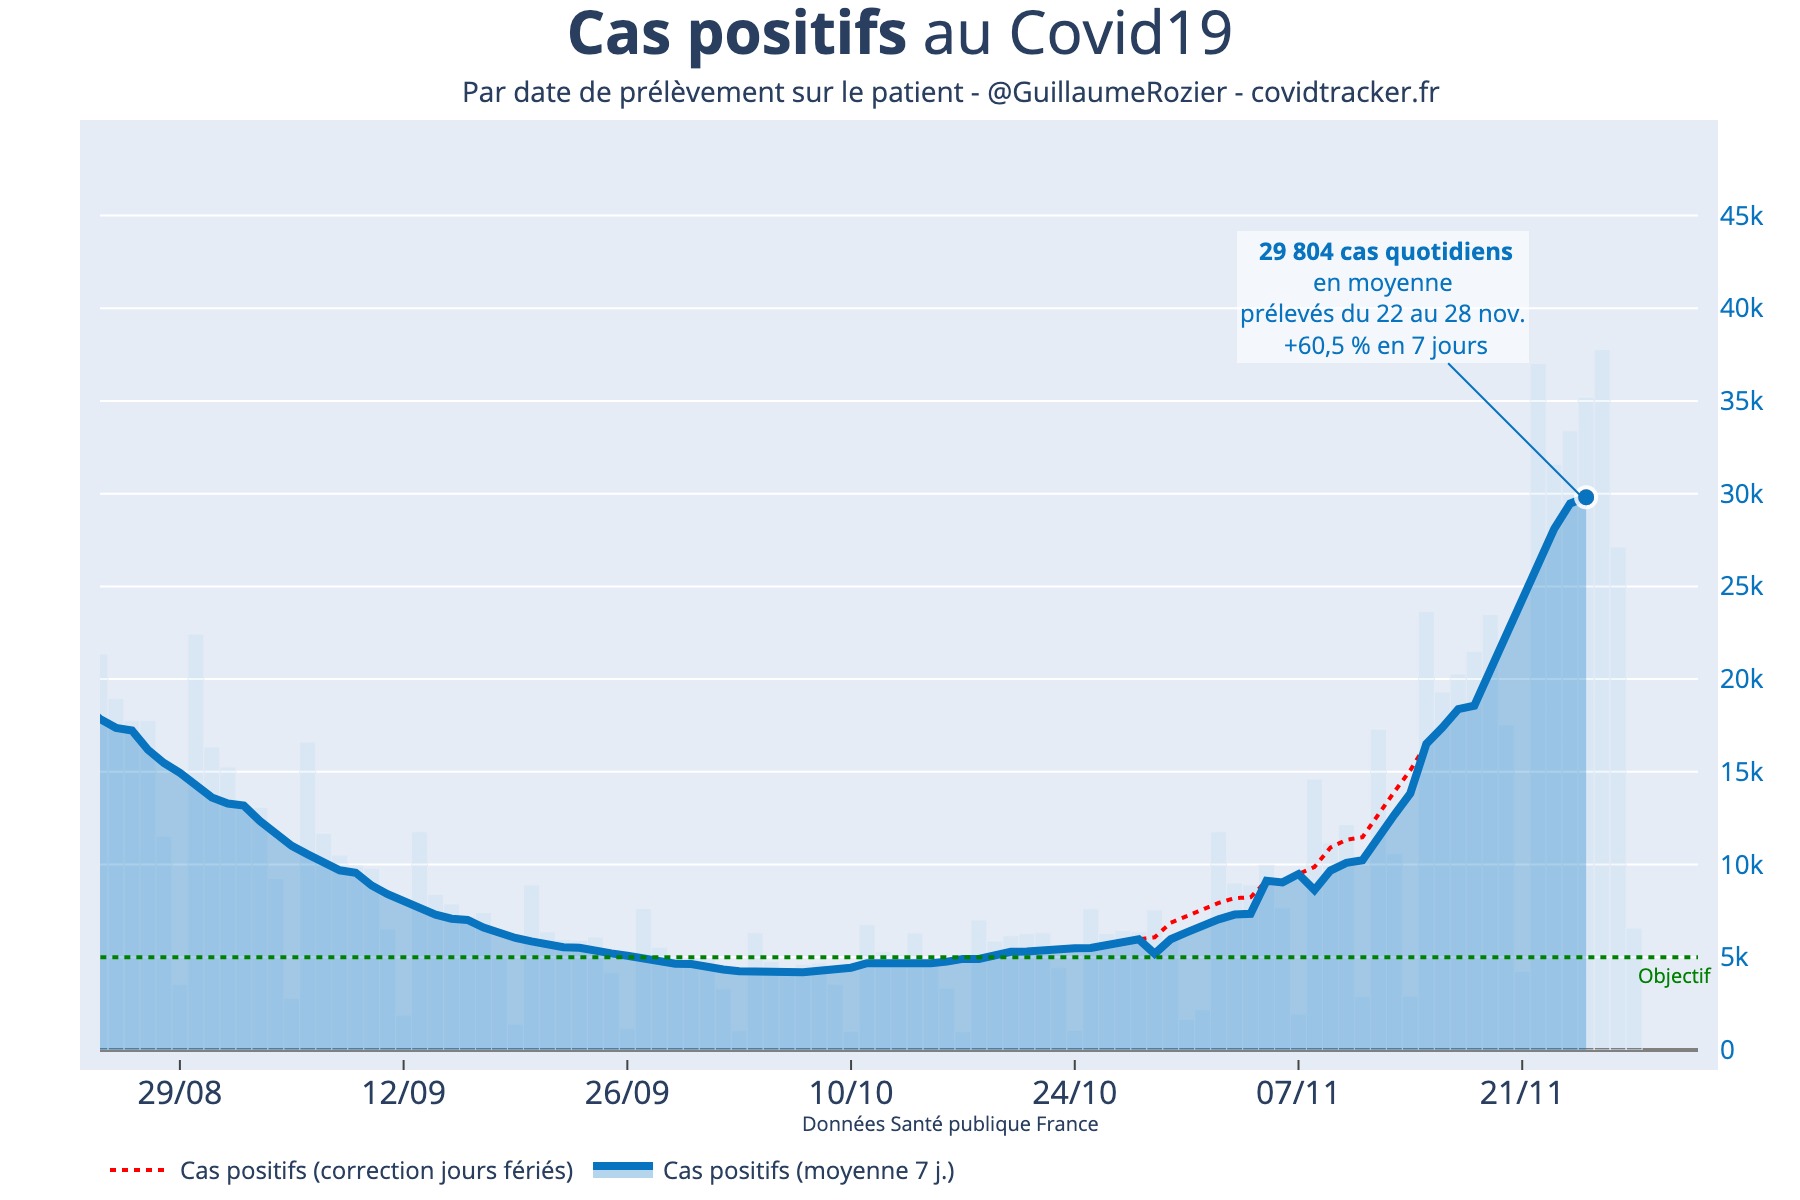 Cas positifs au Covid19
Par date de prélèvement sur le patient - @GuillaumeRozier - covidtracker.fr
45k
29 804 cas quotidiens
en moyenne
prélevés du 22 au 28 nov.
+60,5 % en 7 jours
40k
35k
30k
25k
20k
15k
10k
5k
Objectif
0
29/08 12/09 26/09 10/10 24/10 07/11 21/11
Données Santé publique France
Cas positifs (correction jours fériés) Cas positifs (moyenne 7 j.)